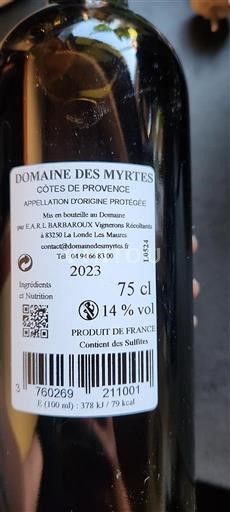 DOMAINE DES MYRTES
CÔTES DE PROVENCE
APPELLATION D'ORIGINE PROTÉGÉE
Mis en bouteille au Domaine
par E.A.R.L BARBAROUX Vignerons Récoltants
à 83250 La Londe Les Maures
contact@domainedesmyrtes.fr
Tél : 04 94 66 83 00
L0524
2023
Ingrédients
et Nutrition
75 cl
14 % vol
PRODUIT DE FRANCE
Contient des Sulfites
3 760269 211001
E (100 ml) : 378 kJ / 79 kcal